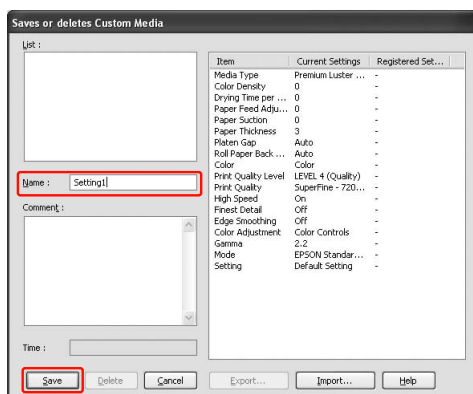 Saves or deletes Custom Media
List :
Name : Setting1
Comment :
Time :
Item Current Settings Registered Set...
Media Type Premium Luster ... -
Color Density 0 -
Drying Time per ... 0 -
Paper Feed Adju... 0 -
Paper Suction 0 -
Paper Thickness 3 -
Platen Gap Auto -
Roll Paper Back ... Auto -
Color Color -
Print Quality Level LEVEL 4 (Quality) -
Print Quality SuperFine - 720... -
High Speed On -
Finest Detail Off -
Edge Smoothing Off -
Color Adjustment Color Controls -
Gamma 2.2 -
Mode EPSON Standar... -
Setting Default Setting -
Save Delete Cancel Export... Import... Help